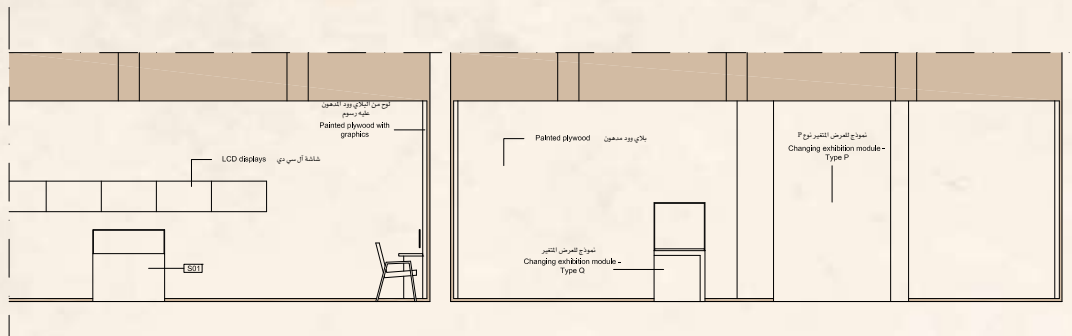 لوح من البلاي وود المدهون
عليه رسوم
Painted plywood with
graphics
LCD displays شاشة آل سي دي
S01
Painted plywood بلاي وود مدهون
نموذج للعرض المتغير نوع P
Changing exhibition module –
Type P
نموذج للعرض المتغير
Changing exhibition module –
Type Q